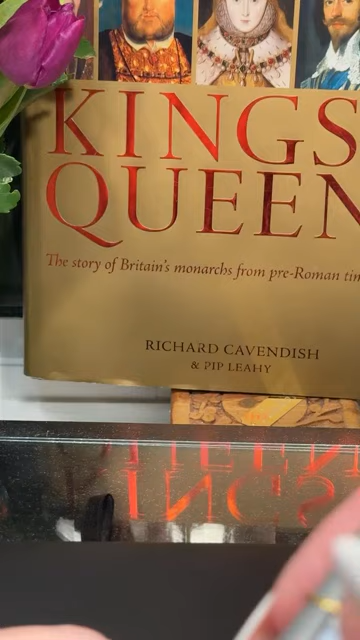 KINGS
QUEEN
The story of Britain's monarchs from pre-Roman tim
RICHARD CAVENDISH
& PIP LEAHY